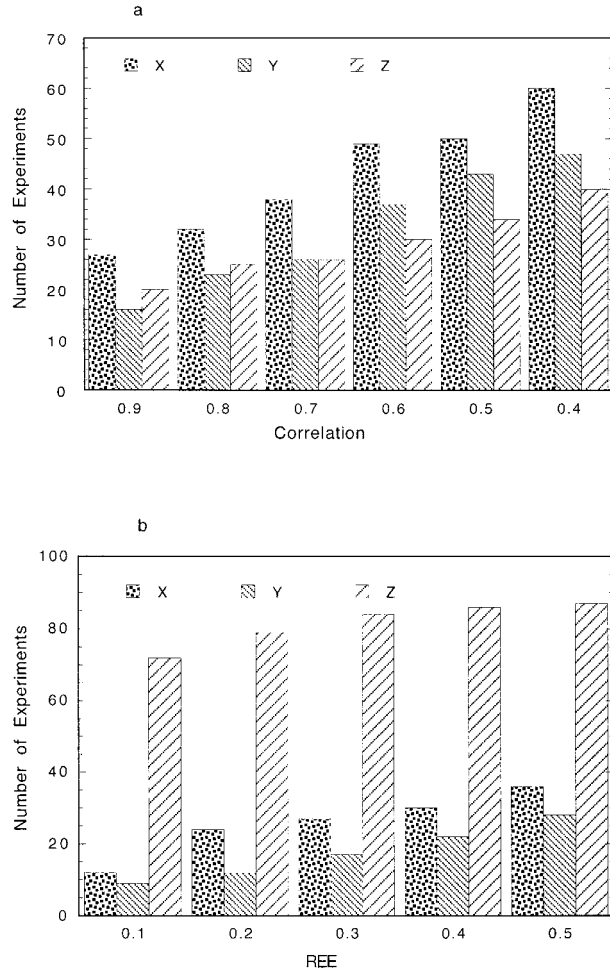 a
70
60
50
40
30
20
10
0
Number of Experiments
X Y Z
0.9 0.8 0.7 0.6 0.5 0.4
Correlation
b
100
80
60
40
20
0
Number of Experiments
X Y Z
0.1 0.2 0.3 0.4 0.5
REE